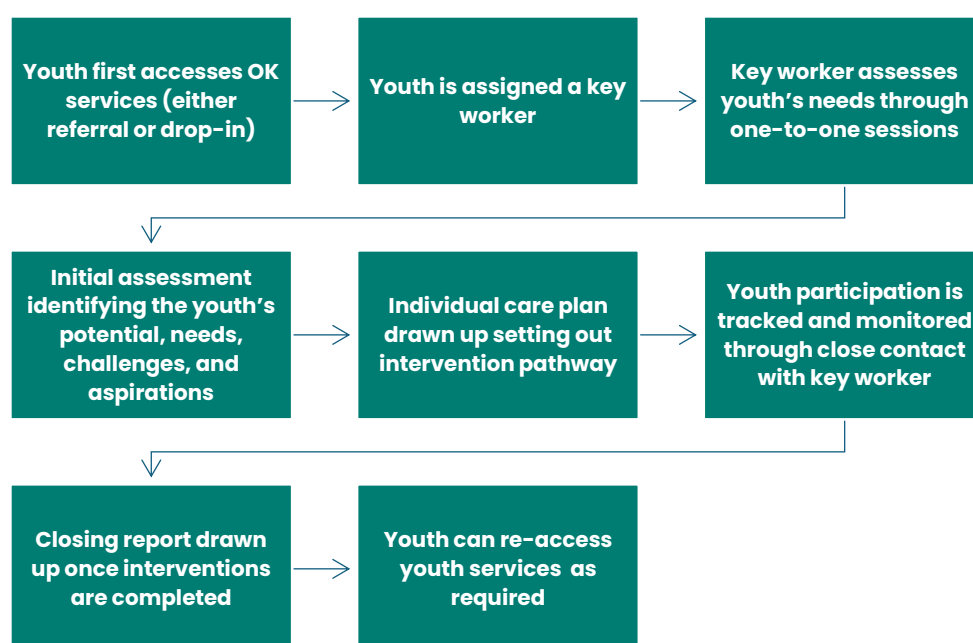 Youth first accesses OK
services (either
referral or drop-in)
Youth is assigned a key
worker
Key worker assesses
youth's needs through
one-to-one sessions
Initial assessment
identifying the youth's
potential, needs,
challenges, and
aspirations
Individual care plan
drawn up setting out
intervention pathway
Youth participation is
tracked and monitored
through close contact
with key worker
Closing report drawn
up once interventions
are completed
Youth can re-access
youth services as
required